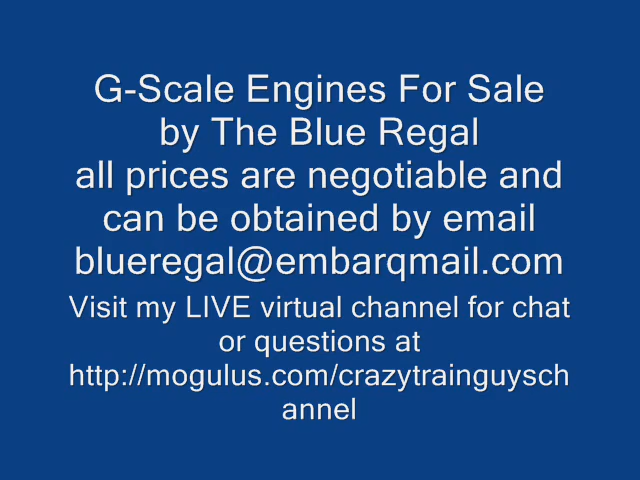 G-Scale Engines For Sale
by The Blue Regal
all prices are negotiable and
can be obtained by email
blueregal@embarqmail.com
Visit my LIVE virtual channel for chat
or questions at
http://mogulus.com/crazytrainguysch
annel